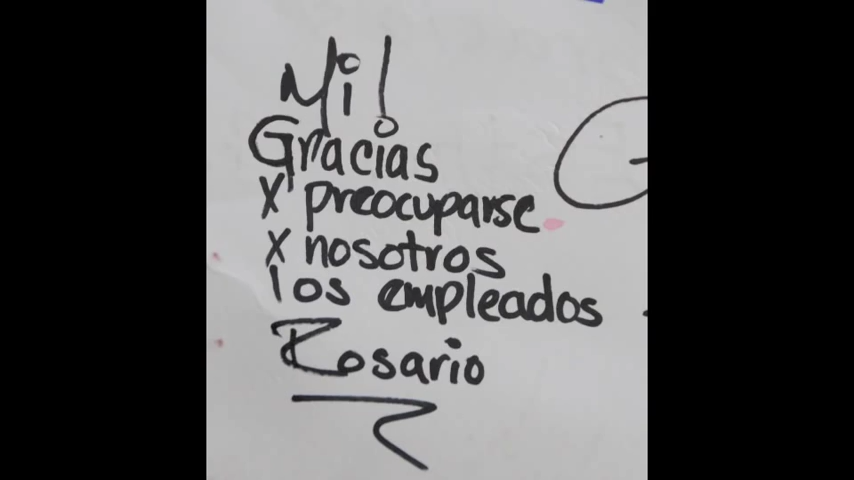 Mil
Gracias
x preocuparse
x nosotros
los empleados
Rosario